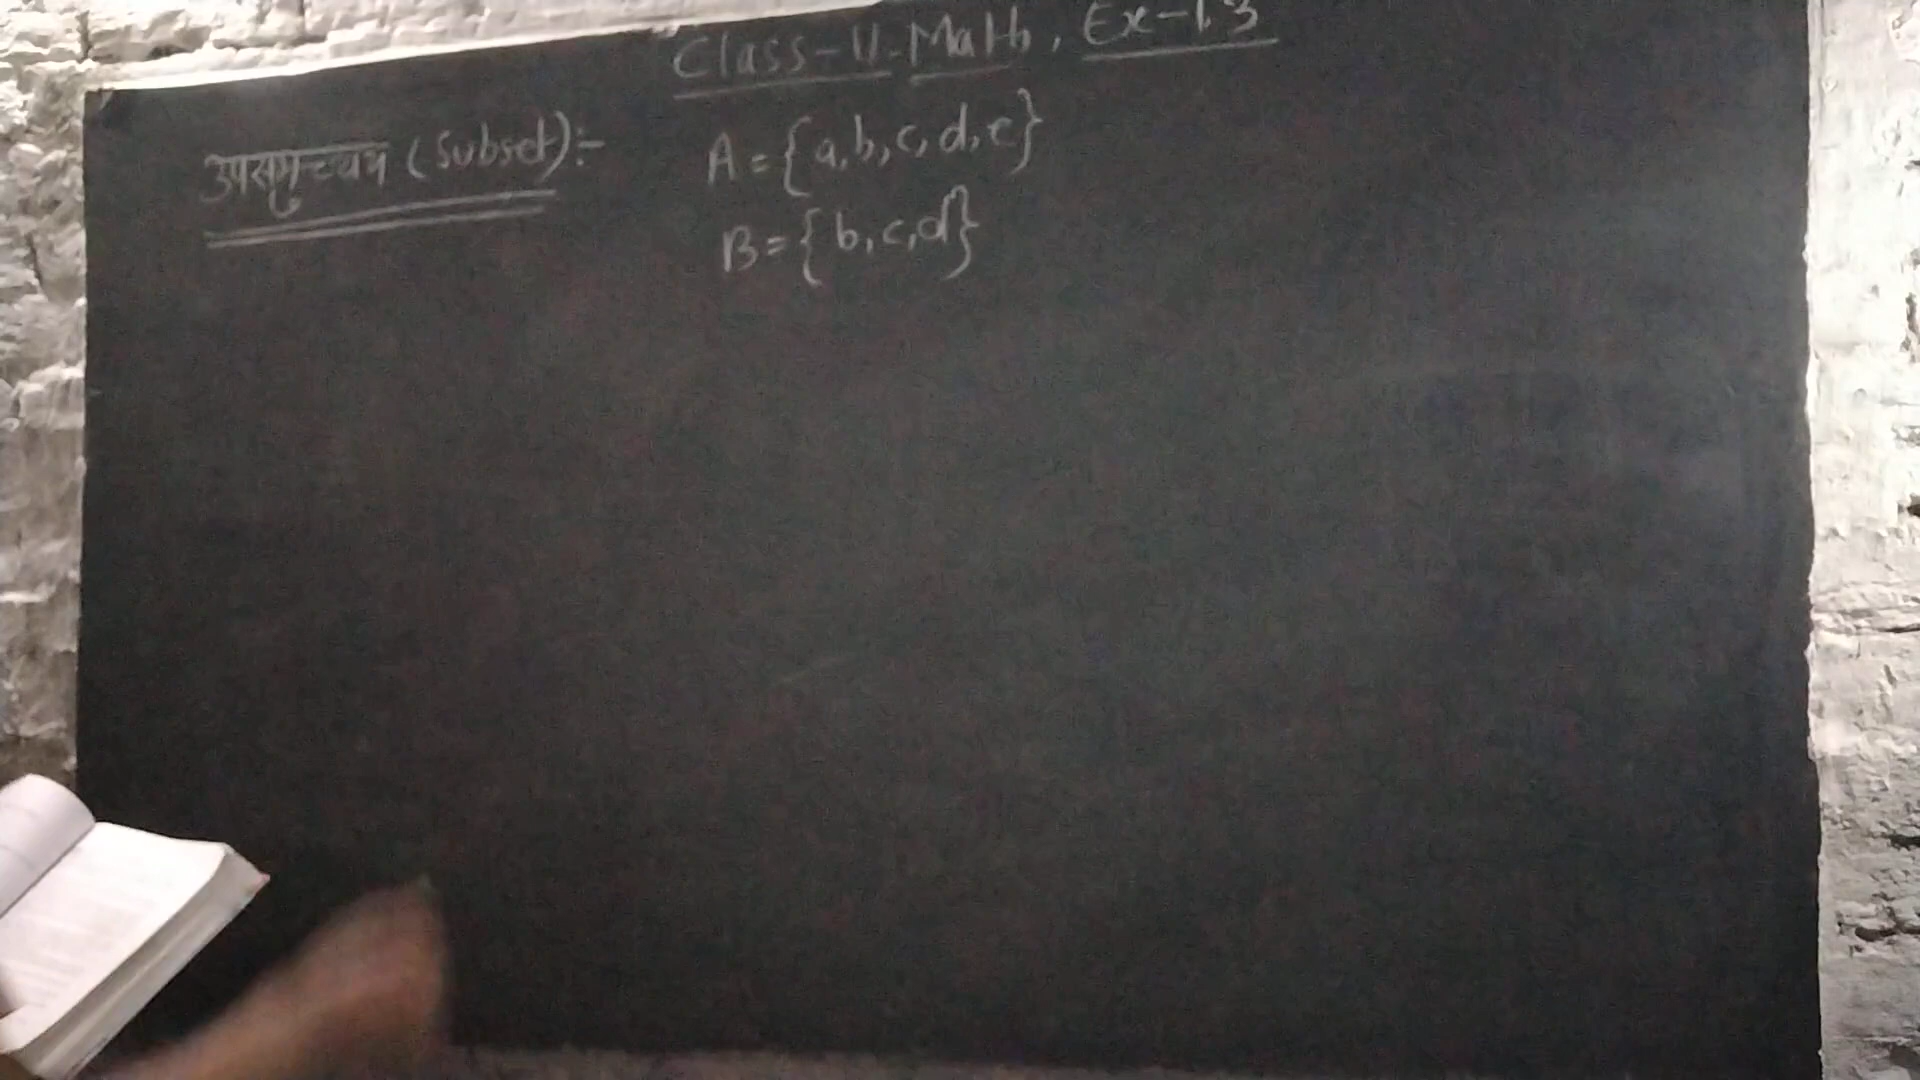 Class-11. Math, Ex-1.3
उपसमुच्चय (Subset):-
A = {a, b, c, d, e}
B = {b, c, d}